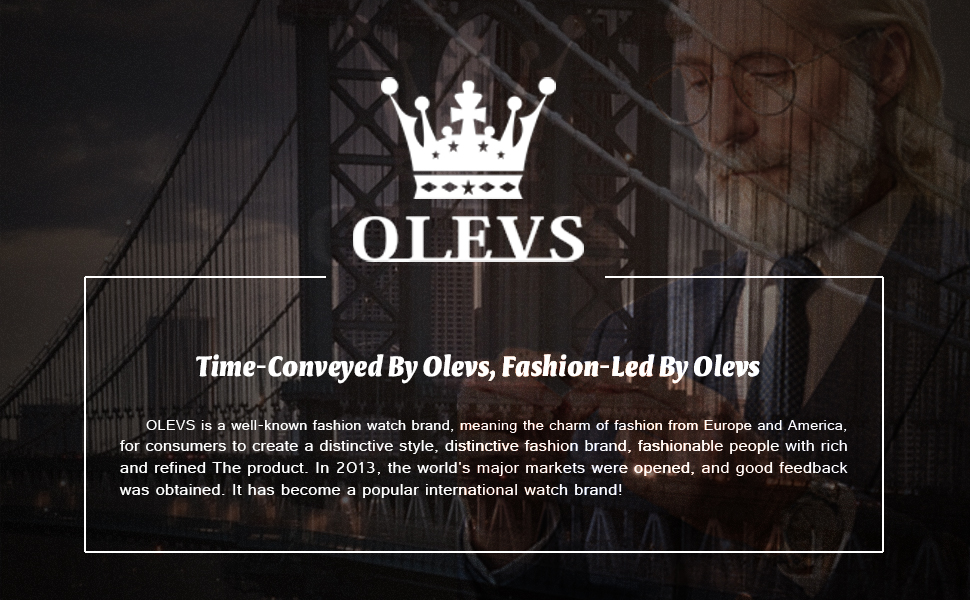 OLEVS
Time-Conveyed By Olevs, Fashion-Led By Olevs
OLEVS is a well-known fashion watch brand, meaning the charm of fashion from Europe and America,
for consumers to create a distinctive style, distinctive fashion brand, fashionable people with rich
and refined The product. In 2013, the world's major markets were opened, and good feedback
was obtained. It has become a popular international watch brand!